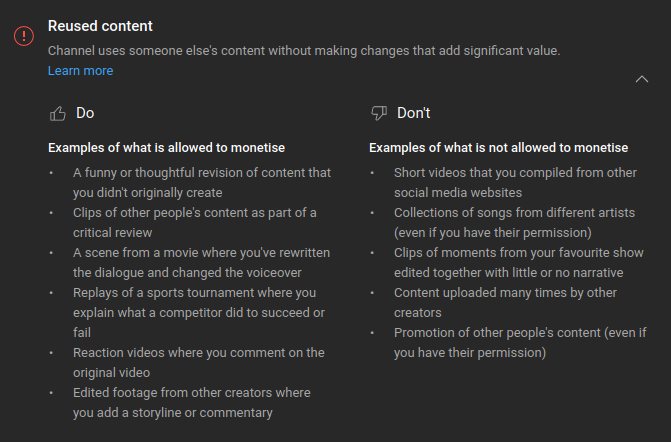 Reused content
Channel uses someone else's content without making changes that add significant value.
Learn more
Do
Examples of what is allowed to monetise
• A funny or thoughtful revision of content that
you didn't originally create
• Clips of other people's content as part of a
critical review
• A scene from a movie where you've rewritten
the dialogue and changed the voiceover
• Replays of a sports tournament where you
explain what a competitor did to succeed or
fail
• Reaction videos where you comment on the
original video
• Edited footage from other creators where
you add a storyline or commentary
Don't
Examples of what is not allowed to monetise
• Short videos that you compiled from other
social media websites
• Collections of songs from different artists
(even if you have their permission)
• Clips of moments from your favourite show
edited together with little or no narrative
• Content uploaded many times by other
creators
• Promotion of other people's content (even if
you have their permission)